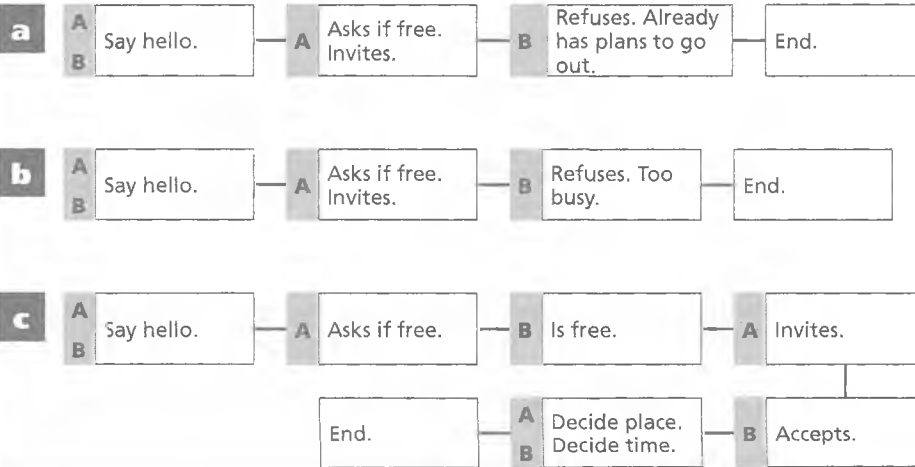 a
A
B
Say hello.
A
Asks if free.
Invites.
B
Refuses. Already
has plans to go
out.
End.
b
A
B
Say hello.
A
Asks if free.
Invites.
B
Refuses. Too
busy.
End.
c
A
B
Say hello.
A
Asks if free.
B
Is free.
A
Invites.
B
Accepts.
A
B
Decide place.
Decide time.
End.